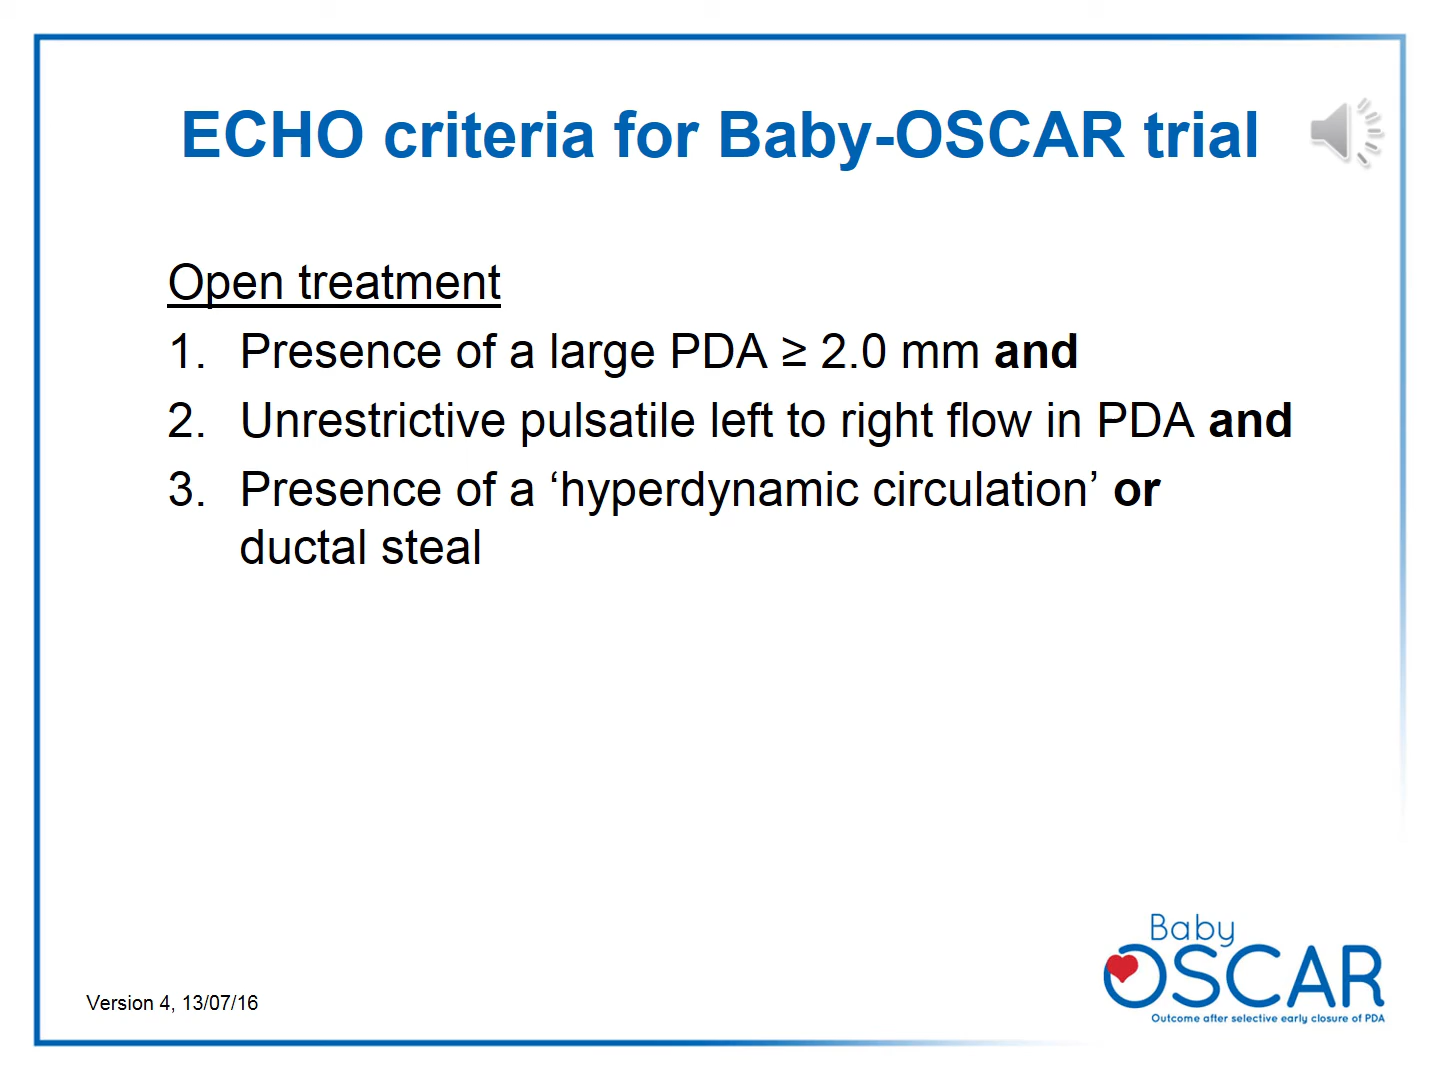 ECHO criteria for Baby-OSCAR trial
Open treatment
1. Presence of a large PDA ≥ 2.0 mm and
2. Unrestrictive pulsatile left to right flow in PDA and
3. Presence of a ‘hyperdynamic circulation’ or
ductal steal
Baby
OSCAR
Outcome after selective early closure of PDA
Version 4, 13/07/16